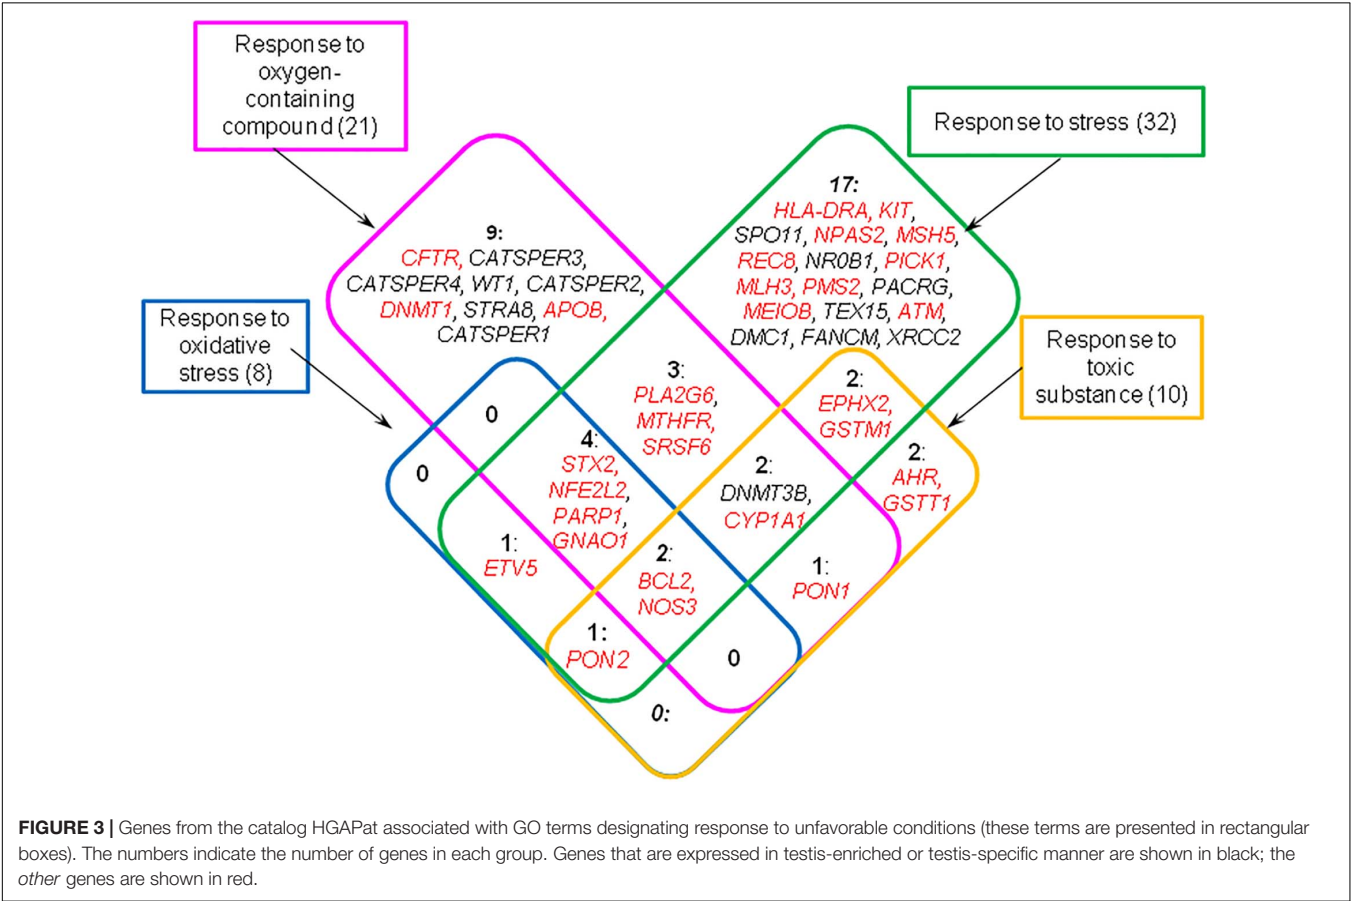 Response to
oxygen-
containing
compound (21)
Response to stress (32)
17:
HLA-DRA, KIT,
SPO11, NPAS2, MSH5,
REC8, NR0B1, PICK1,
MLH3, PMS2, PACRG,
MEIOB, TEX15, ATM,
DMC1, FANCM, XRCC2
9:
CFTR, CATSPER3,
CATSPER4, WT1, CATSPER2,
DNMT1, STRA8, APOB,
CATSPER1
Response to
oxidative
stress (8)
Response to
toxic
substance (10)
3:
PLA2G6,
MTHFR,
SRSF6
2:
EPHX2,
GSTM1
0
0
4:
STX2,
NFE2L2,
PARP1,
GNAO1
2:
DNMT3B,
CYP1A1
2:
AHR,
GSTT1
1:
ETV5
2:
BCL2,
NOS3
1:
PON1
1:
PON2
0
0:
FIGURE 3 | Genes from the catalog HGAPat associated with GO terms designating response to unfavorable conditions (these terms are presented in rectangular
boxes). The numbers indicate the number of genes in each group. Genes that are expressed in testis-enriched or testis-specific manner are shown in black; the
other genes are shown in red.